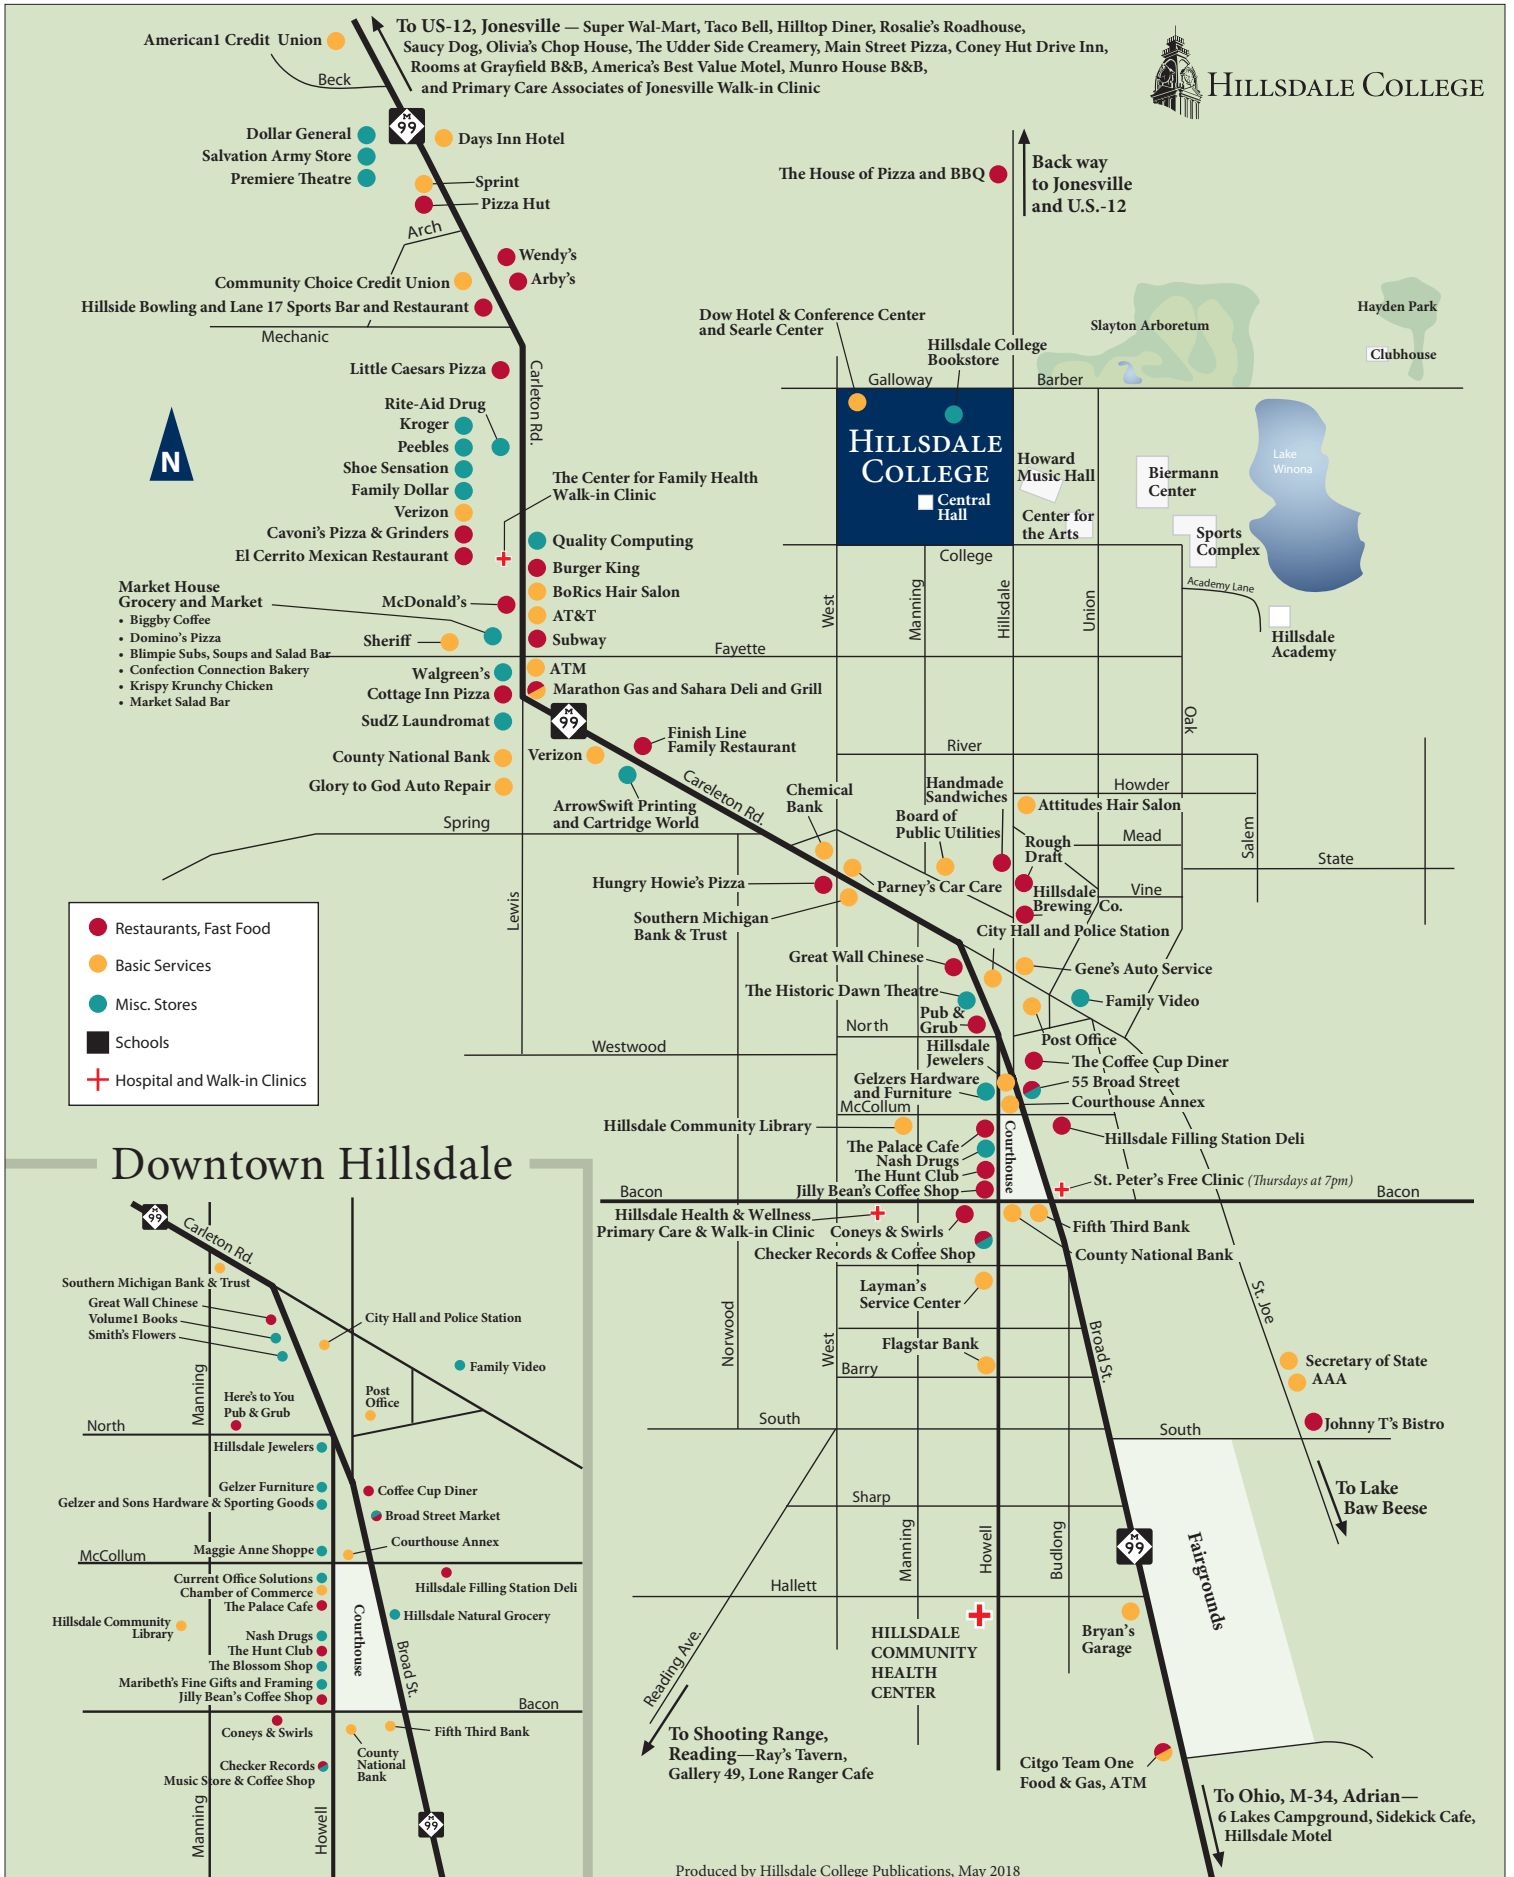 To US-12, Jonesville — Super Wal-Mart, Taco Bell, Hilltop Diner, Rosalie's Roadhouse,
Saucy Dog, Olivia's Chop House, The Udder Side Creamery, Main Street Pizza, Coney Hut Drive Inn,
Rooms at Grayfield B&B, America's Best Value Motel, Munro House B&B,
and Primary Care Associates of Jonesville Walk-in Clinic
HILLSDALE COLLEGE
American1 Credit Union
Beck
M
99
Dollar General
Salvation Army Store
Premiere Theatre
Days Inn Hotel
Sprint
Pizza Hut
Arch
Wendy's
Arby's
Community Choice Credit Union
Hillside Bowling and Lane 17 Sports Bar and Restaurant
Mechanic
The House of Pizza and BBQ
Back way
to Jonesville
and U.S.-12
Little Caesars Pizza
Carleton Rd.
Rite-Aid Drug
Kroger
Peebles
Shoe Sensation
Family Dollar
Verizon
Cavoni's Pizza & Grinders
El Cerrito Mexican Restaurant
N
The Center for Family Health
Walk-in Clinic
Dow Hotel & Conference Center
and Searle Center
Hillsdale College
Bookstore
Slayton Arboretum
Hayden Park
Clubhouse
Galloway
Barber
HILLSDALE
COLLEGE
Central
Hall
Howard
Music Hall
Center for
the Arts
Biermann
Center
Sports
Complex
Lake
Winona
College
Academy Lane
Hillsdale
Academy
Quality Computing
Burger King
BoRics Hair Salon
AT&T
Subway
Market House
Grocery and Market
• Biggby Coffee
• Domino's Pizza
• Blimpie Subs, Soups and Salad Bar
• Confection Connection Bakery
• Krispy Krunchy Chicken
• Market Salad Bar
McDonald's
Sheriff
Fayette
West
Manning
Hillsdale
Union
Oak
Walgreen's
Cottage Inn Pizza
SudZ Laundromat
ATM
Marathon Gas and Sahara Deli and Grill
M
99
County National Bank
Glory to God Auto Repair
Verizon
Finish Line
Family Restaurant
ArrowSwift Printing
and Cartridge World
Careleton Rd.
River
Howder
Chemical
Bank
Handmade
Sandwiches
Attitudes Hair Salon
Board of
Public Utilities
Rough
Draft
Mead
Salem
State
Spring
Lewis
Hungry Howie's Pizza
Parney's Car Care
Southern Michigan
Bank & Trust
Hillsdale
Brewing Co.
Vine
City Hall and Police Station
Great Wall Chinese
Gene's Auto Service
The Historic Dawn Theatre
Family Video
Pub &
Grub
North
Post Office
Westwood
Hillsdale
Jewelers
The Coffee Cup Diner
Gelzers Hardware
and Furniture
55 Broad Street
McCollum
Courthouse Annex
Hillsdale Community Library
Hillsdale Filling Station Deli
The Palace Cafe
Nash Drugs
The Hunt Club
Jilly Bean's Coffee Shop
Courthouse
St. Peter's Free Clinic (Thursdays at 7pm)
Bacon
Bacon
Hillsdale Health & Wellness
Primary Care & Walk-in Clinic
Coneys & Swirls
Fifth Third Bank
Checker Records & Coffee Shop
County National Bank
Layman's
Service Center
Norwood
West
Flagstar Bank
Barry
Broad St.
St. Joe
Secretary of State
AAA
Johnny T's Bistro
South
South
To Lake
Baw Beese
Sharp
Manning
Howell
Budlong
M
99
Fairgrounds
Hallett
HILLSDALE
COMMUNITY
HEALTH
CENTER
Bryan's
Garage
Reading Ave.
To Shooting Range,
Reading—Ray's Tavern,
Gallery 49, Lone Ranger Cafe
Citgo Team One
Food & Gas, ATM
To Ohio, M-34, Adrian—
6 Lakes Campground, Sidekick Cafe,
Hillsdale Motel
Produced by Hillsdale College Publications, May 2018
Restaurants, Fast Food
Basic Services
Misc. Stores
Schools
Hospital and Walk-in Clinics
Downtown Hillsdale
M
99
Carleton Rd.
Southern Michigan Bank & Trust
Great Wall Chinese
Volume1 Books
Smith's Flowers
City Hall and Police Station
Family Video
Manning
Here's to You
Pub & Grub
Post
Office
North
Hillsdale Jewelers
Gelzer Furniture
Gelzer and Sons Hardware & Sporting Goods
Coffee Cup Diner
Broad Street Market
Maggie Anne Shoppe
Courthouse Annex
McCollum
Current Office Solutions
Chamber of Commerce
The Palace Cafe
Hillsdale Filling Station Deli
Hillsdale Community
Library
Hillsdale Natural Grocery
Nash Drugs
The Hunt Club
The Blossom Shop
Maribeth's Fine Gifts and Framing
Jilly Bean's Coffee Shop
Courthouse
Broad St.
Bacon
Coneys & Swirls
Fifth Third Bank
County
National
Bank
Checker Records
Music Store & Coffee Shop
Manning
Howell
M
99